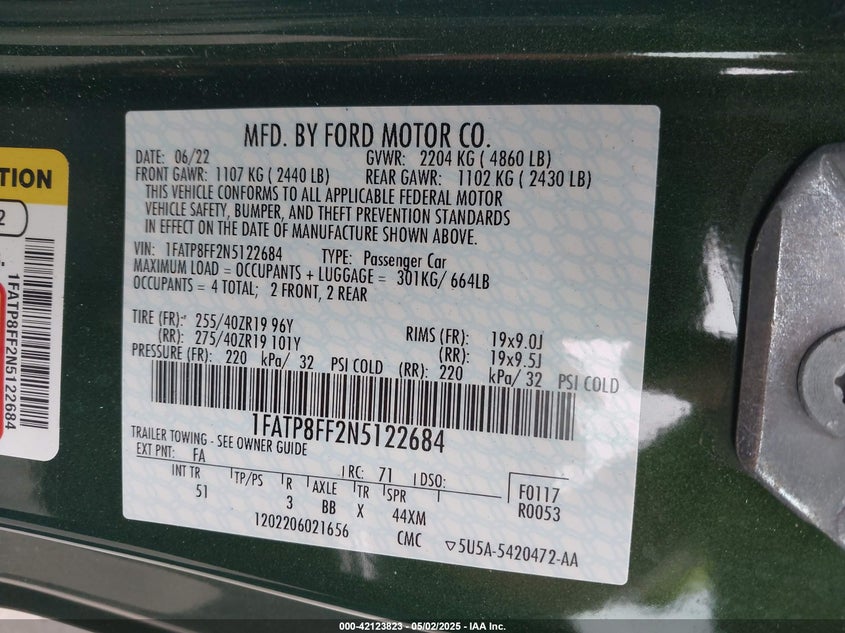 MFD. BY FORD MOTOR CO.
DATE: 06/22 GVWR: 2204 KG ( 4860 LB)
FRONT GAWR: 1107 KG ( 2440 LB) REAR GAWR: 1102 KG ( 2430 LB)
THIS VEHICLE CONFORMS TO ALL APPLICABLE FEDERAL MOTOR
VEHICLE SAFETY, BUMPER, AND THEFT PREVENTION STANDARDS
IN EFFECT ON THE DATE OF MANUFACTURE SHOWN ABOVE.
VIN: 1FATP8FF2N5122684 TYPE: Passenger Car
MAXIMUM LOAD = OCCUPANTS + LUGGAGE = 301KG/ 664LB
OCCUPANTS = 4 TOTAL; 2 FRONT, 2 REAR
TIRE (FR): 255/40ZR19 96Y RIMS (FR): 19x9.0J
(RR): 275/40ZR19 101Y (RR): 19x9.5J
PRESSURE (FR): 220 kPa/ 32 PSI COLD (RR): 220 kPa/ 32 PSI COLD
1FATP8FF2N5122684
TRAILER TOWING - SEE OWNER GUIDE
EXT PNT: FA RC: 71 DSO: F0117
INT TR TP/PS R AXLE TR SPR R0053
51 3 BB X 44XM
1202206021656 CMC ▽5U5A-5420472-AA
TION
2
1FATP8FF2N5122684
000-42123823 - 05/02/2025 - IAA Inc.